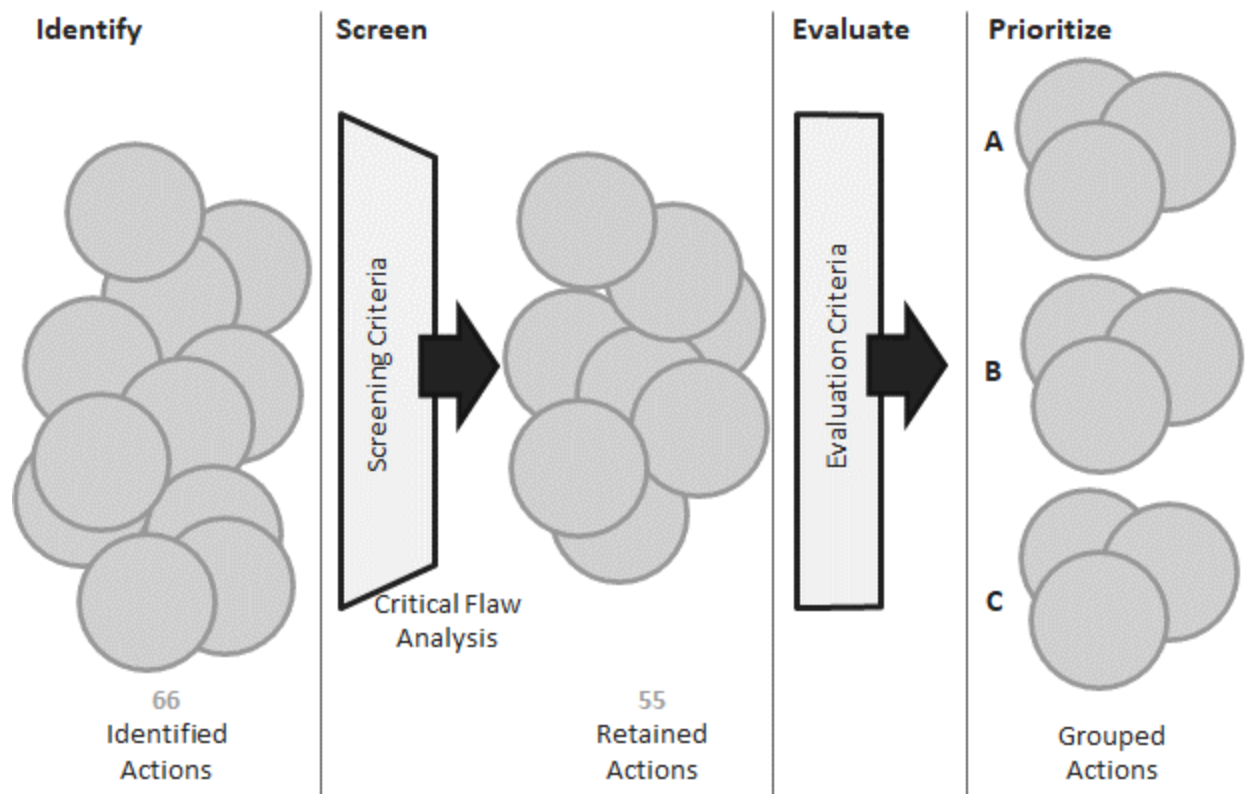 Identify
Screen
Evaluate
Prioritize
Screening Criteria
Critical Flaw
Analysis
Evaluation Criteria
A
B
C
66
Identified
Actions
55
Retained
Actions
Grouped
Actions